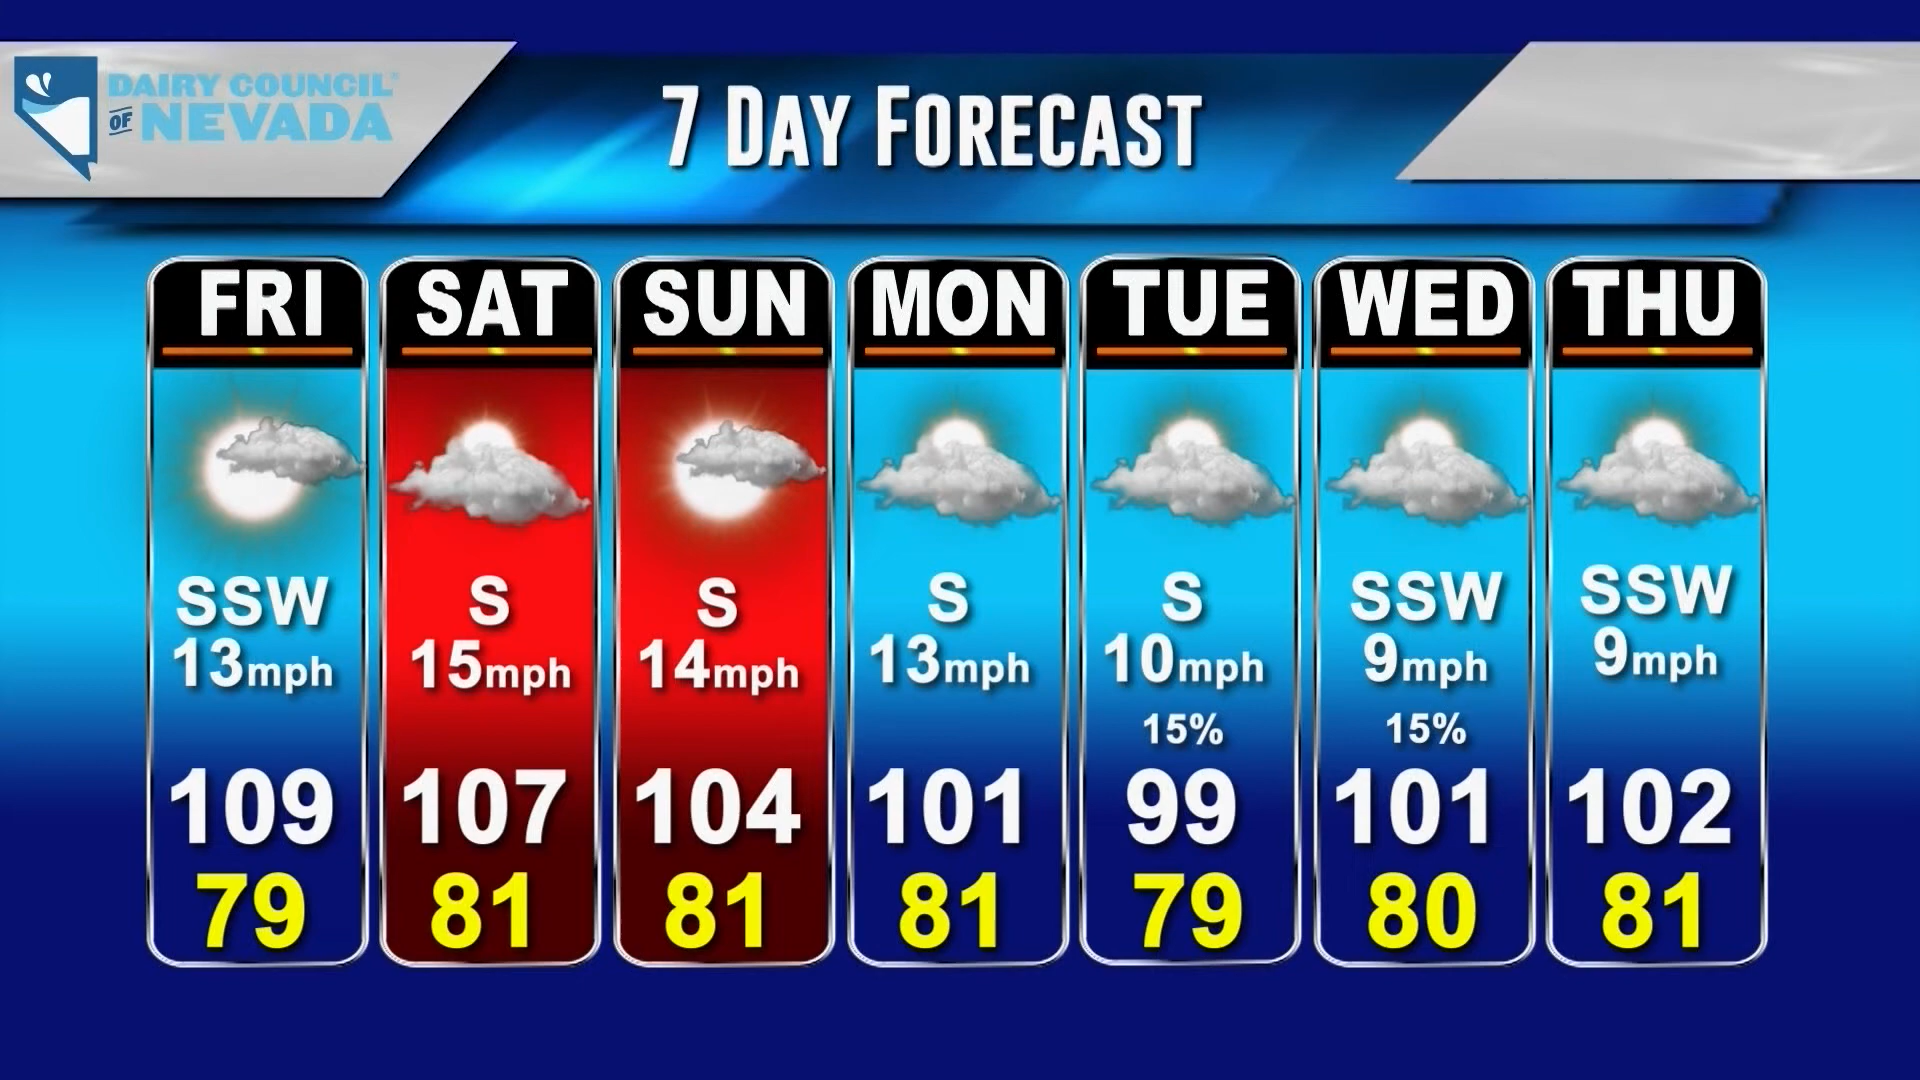 DAIRY COUNCIL®
OF NEVADA
7 DAY FORECAST
FRI
SSW
13mph
109
79
SAT
S
15mph
107
81
SUN
S
14mph
104
81
MON
S
13mph
101
81
TUE
S
10mph
15%
99
79
WED
SSW
9mph
15%
101
80
THU
SSW
9mph
102
81